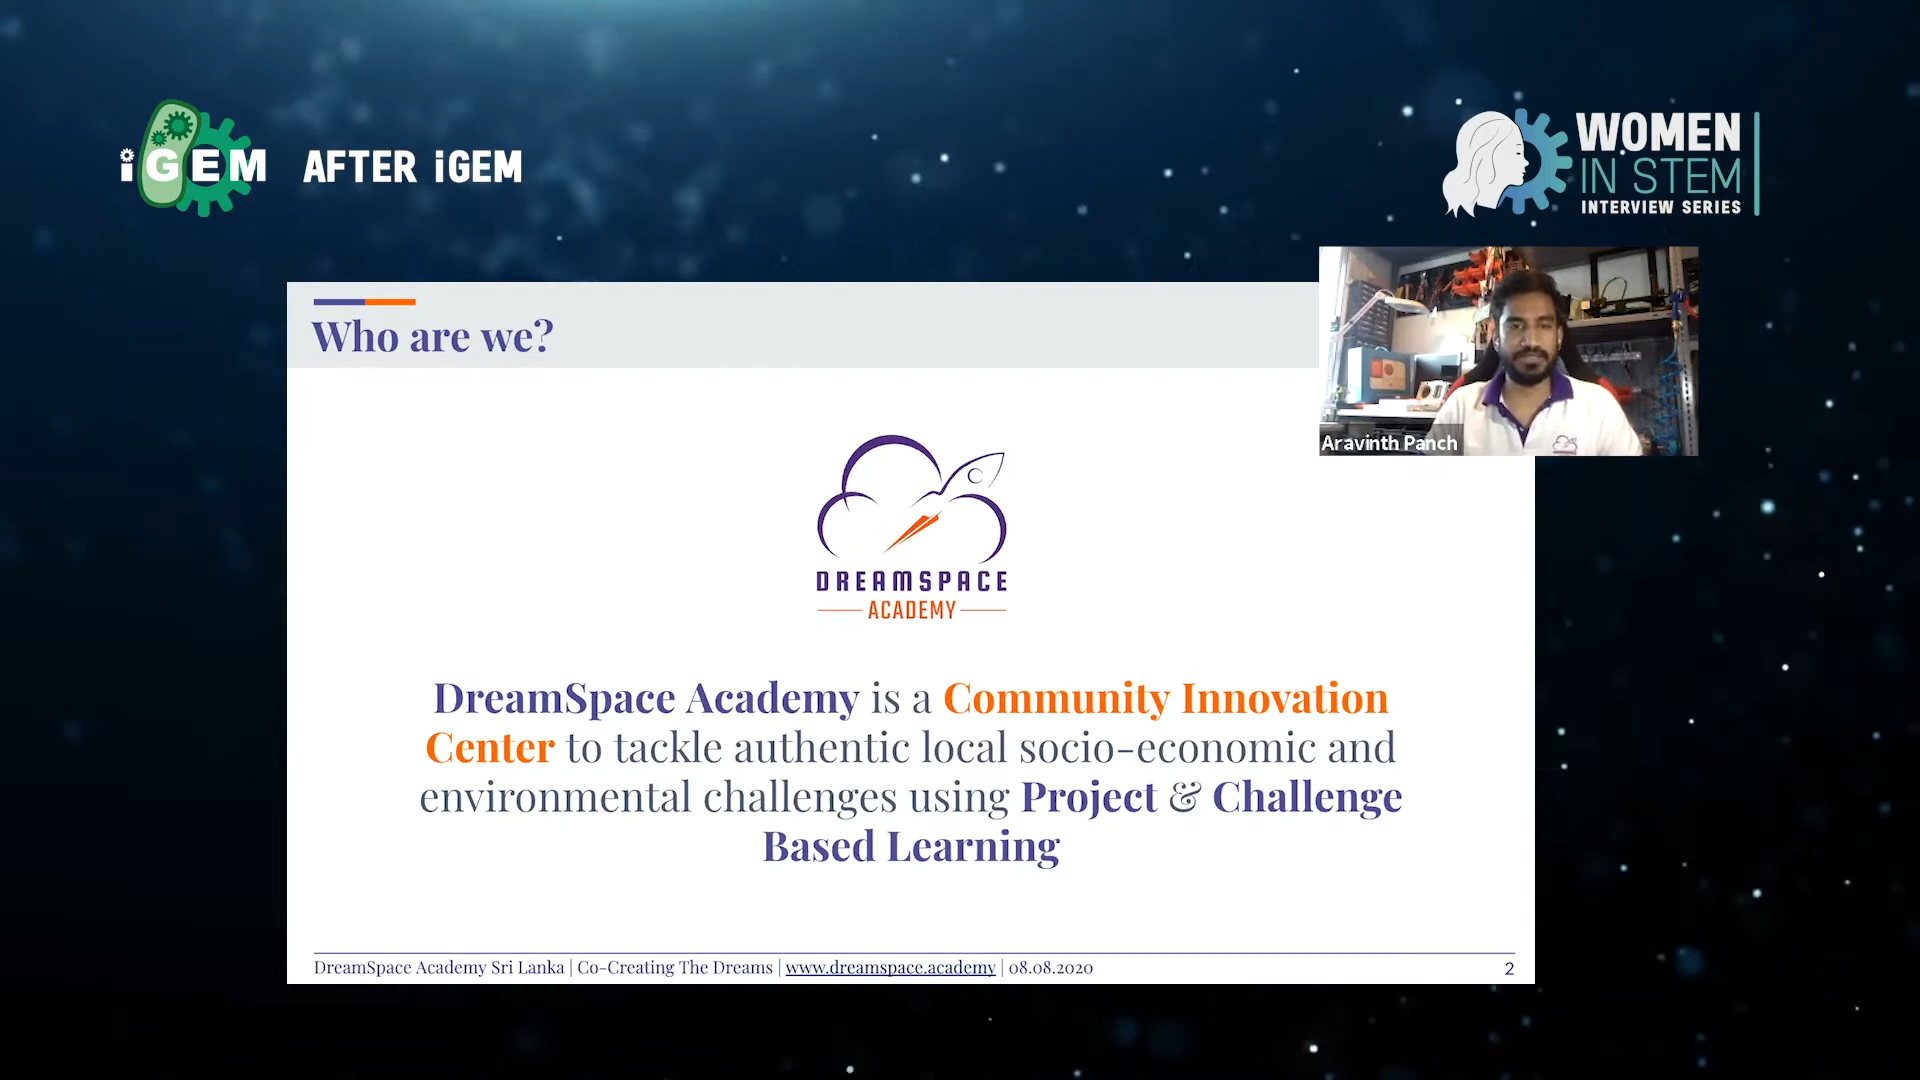 iGEM AFTER iGEM
WOMEN
IN STEM
INTERVIEW SERIES
Who are we?
Aravinth Panch
DREAMSPACE
ACADEMY
DreamSpace Academy is a Community Innovation
Center to tackle authentic local socio-economic and
environmental challenges using Project & Challenge
Based Learning
DreamSpace Academy Sri Lanka | Co-Creating The Dreams | www.dreamspace.academy | 08.08.2020
2